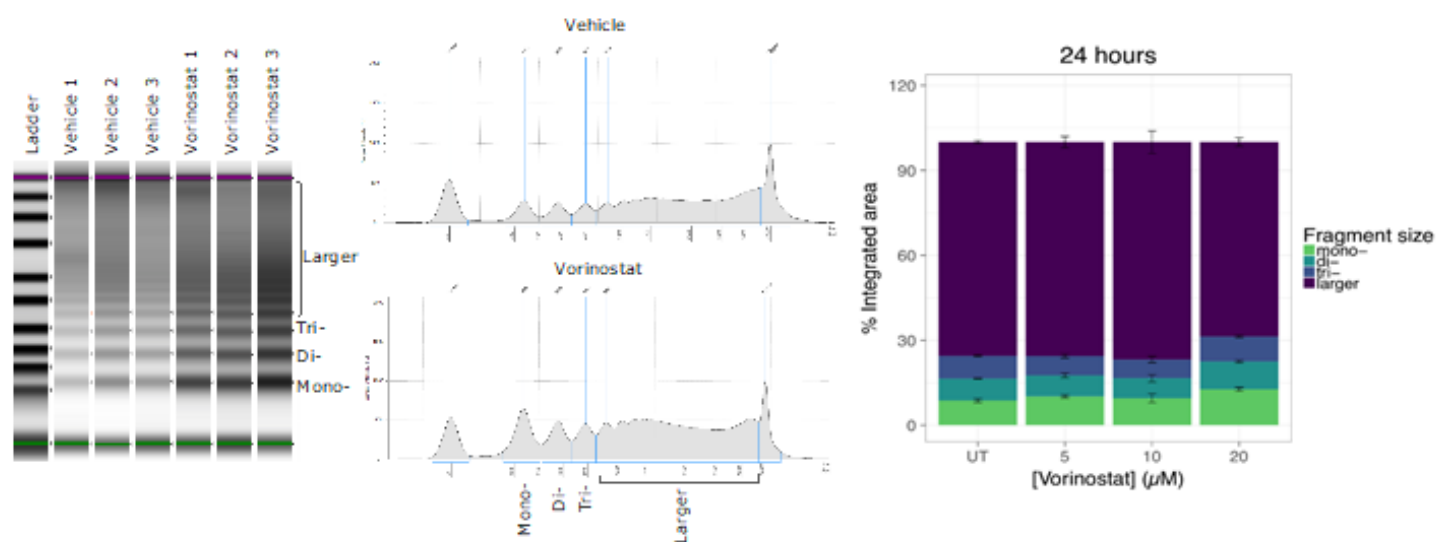 Ladder
Vehicle 1
Vehicle 2
Vehicle 3
Vorinostat 1
Vorinostat 2
Vorinostat 3
Larger
Tri-
Di-
Mono-
Vehicle
Vorinostat
Mono-
Di-
Tri-
Larger
24 hours
% Integrated area
120
90
60
30
0
UT
5
10
20
[Vorinostat] (µM)
Fragment size
mono-
di-
tri-
larger